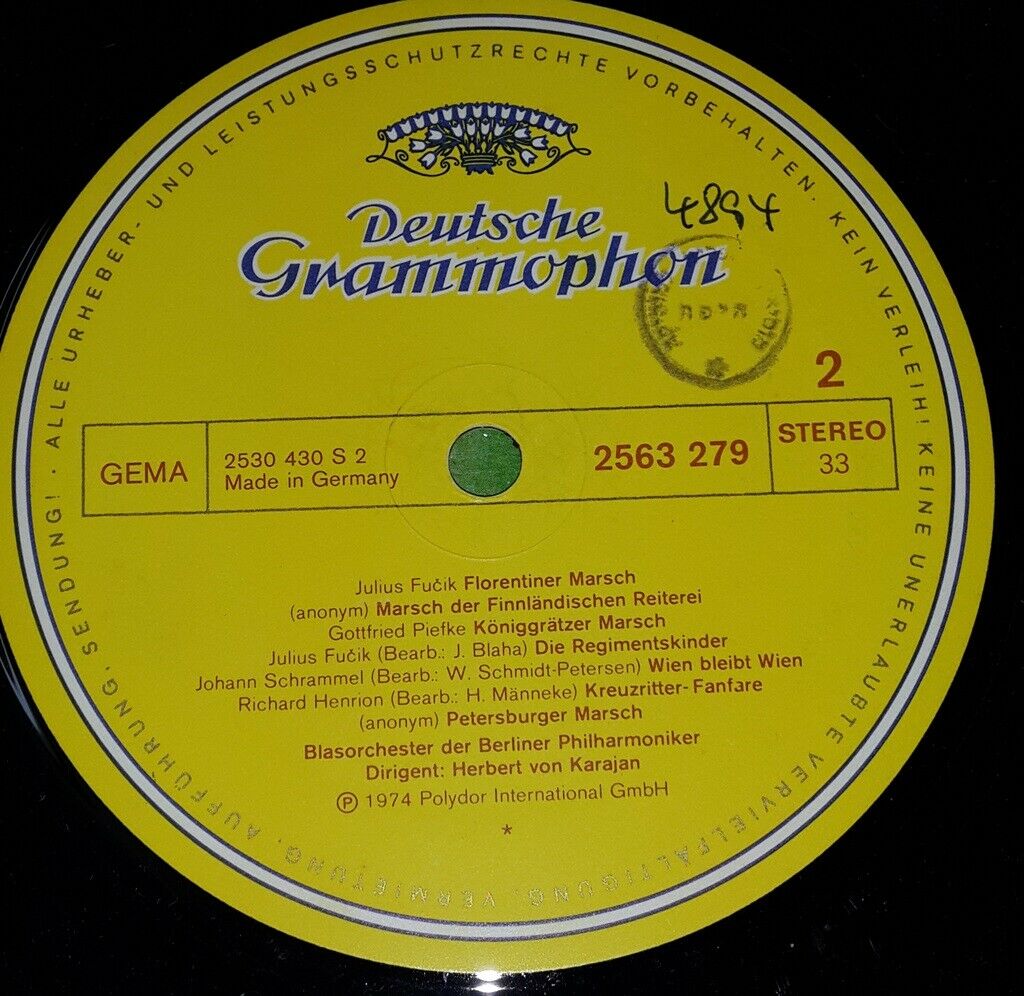 ALLE URHEBER- UND LEISTUNGSSCHUTZRECHTE VORBEHALTEN. KEIN VERLEIH! KEINE UNERLAUBTE VERVIELFÄLTIGUNG, VERMIETUNG, AUFFÜHRUNG, SENDUNG! ·
Deutsche
Grammophon
4894
חיפה
2
GEMA
2530 430 S 2
Made in Germany
2563 279
STEREO
33
Julius Fučik Florentiner Marsch
(anonym) Marsch der Finnländischen Reiterei
Gottfried Piefke Königgrätzer Marsch
Julius Fučik (Bearb.: J. Blaha) Die Regimentskinder
Johann Schrammel (Bearb.: W. Schmidt-Petersen) Wien bleibt Wien
Richard Henrion (Bearb.: H. Männeke) Kreuzritter-Fanfare
(anonym) Petersburger Marsch
Blasorchester der Berliner Philharmoniker
Dirigent: Herbert von Karajan
℗ 1974 Polydor International GmbH
*